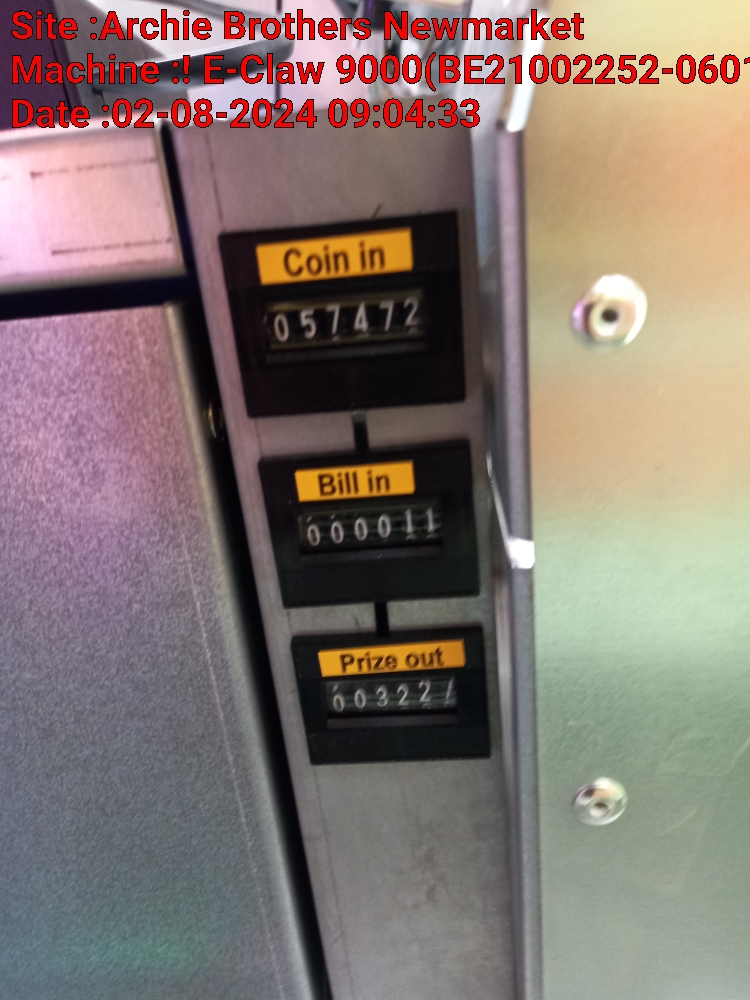 Site :Archie Brothers Newmarket
Machine :! E-Claw 9000(BE21002252-0601
Date :02-08-2024 09:04:33
Coin in
057472
Bill in
000011
Prize out